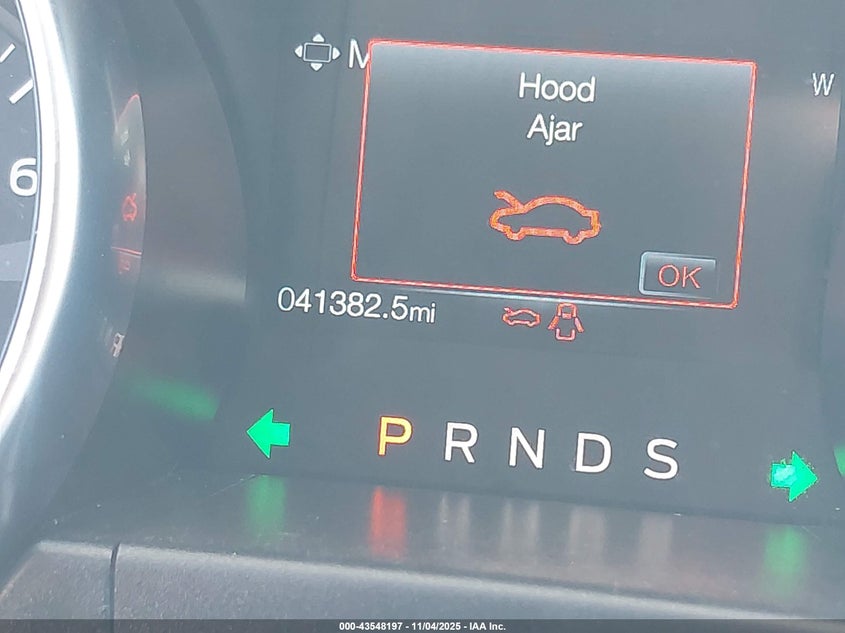 M
W
Hood
Ajar
6
OK
041382.5mi
P R N D S
000-43548197 - 11/04/2025 - IAA Inc.